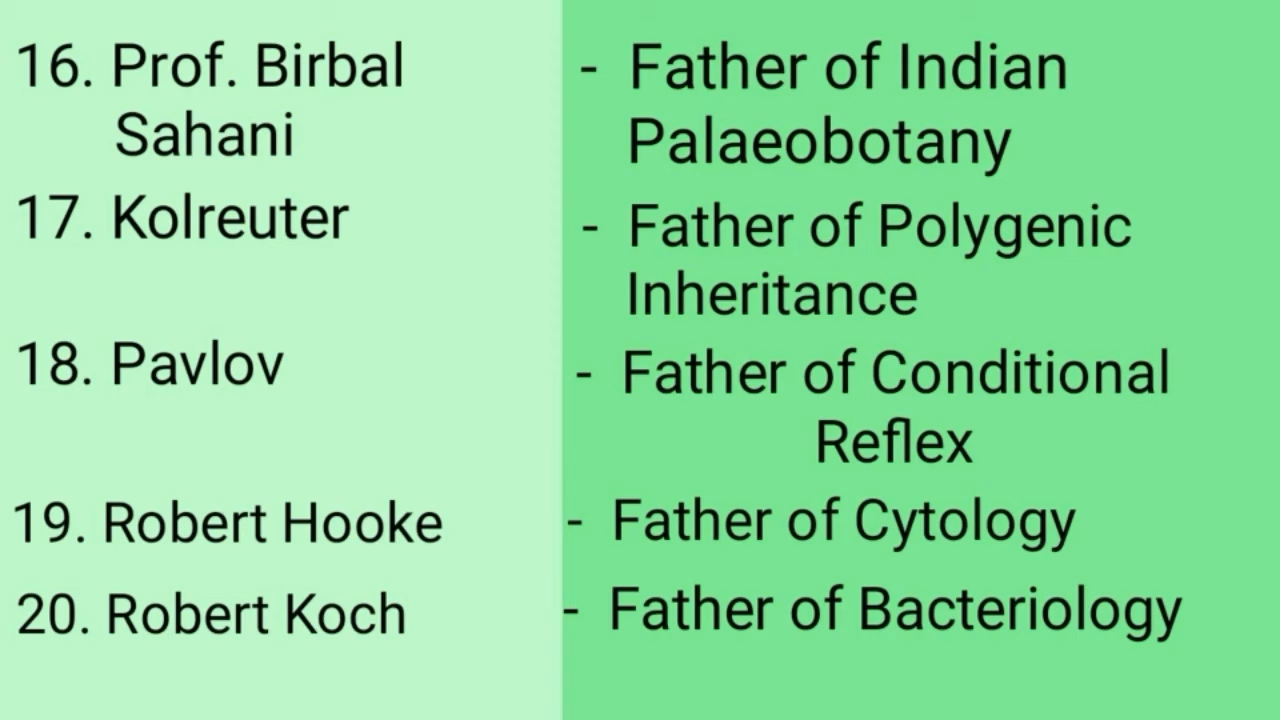 16. Prof. Birbal - Father of Indian
Sahani Palaeobotany
17. Kolreuter - Father of Polygenic
Inheritance
18. Pavlov - Father of Conditional
Reflex
19. Robert Hooke - Father of Cytology
20. Robert Koch - Father of Bacteriology